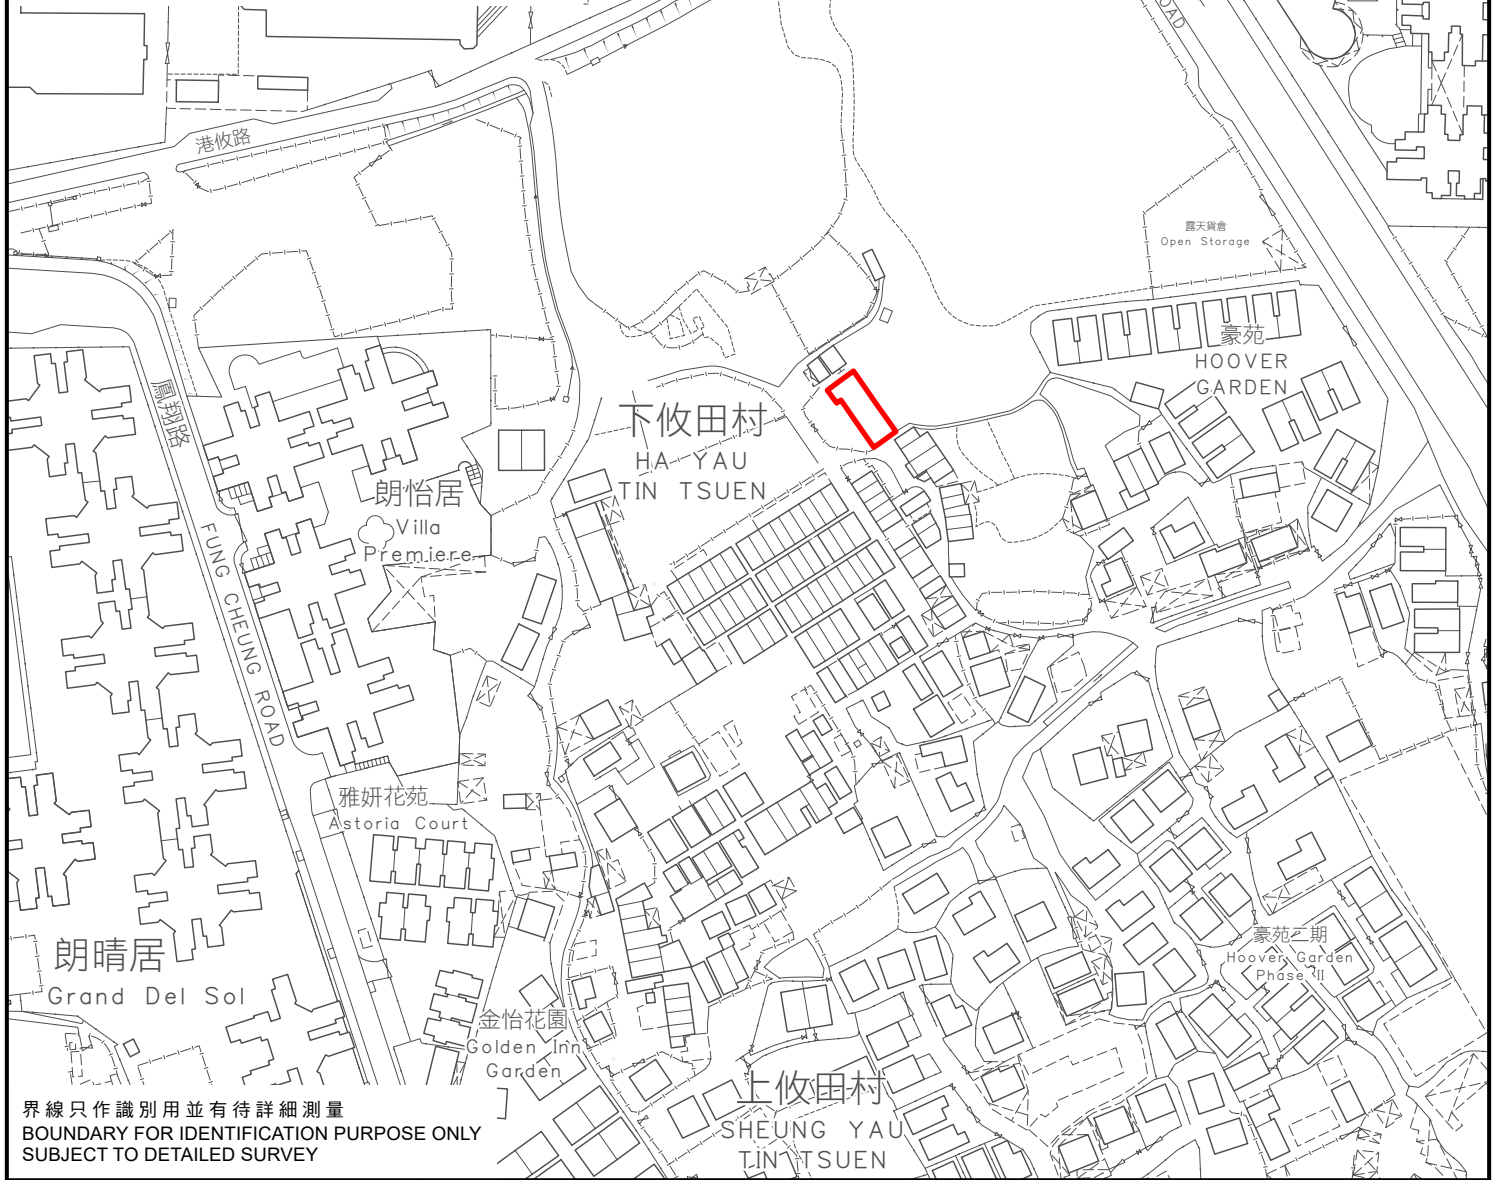 OAD
港攸路
露天貨倉
Open Storage
豪苑
HOOVER
GARDEN
鳳翔路
FUNG CHEUNG ROAD
下攸田村
HA YAU
TIN TSUEN
朗怡居
Villa
Premiere
雅妍花苑
Astoria Court
朗晴居
Grand Del Sol
豪苑二期
Hoover Garden
Phase II
金怡花園
Golden Inn
Garden
上攸田村
SHEUNG YAU
TIN TSUEN
界線只作識別用並有待詳細測量
BOUNDARY FOR IDENTIFICATION PURPOSE ONLY
SUBJECT TO DETAILED SURVEY